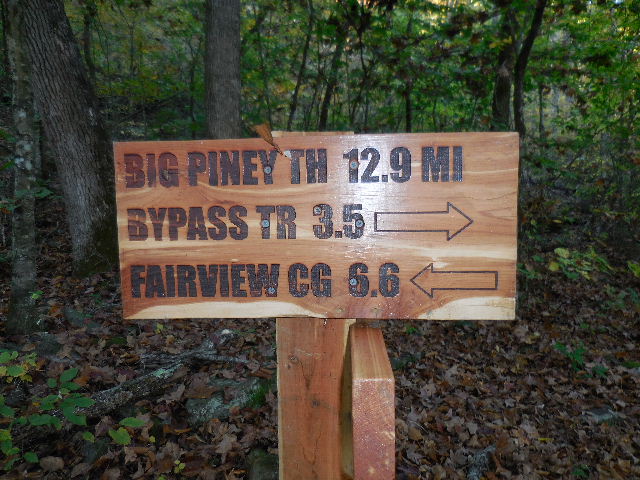 BIG PINEY TH 12.9 MI
BYPASS TR 3.5
FAIRVIEW CG 6.6